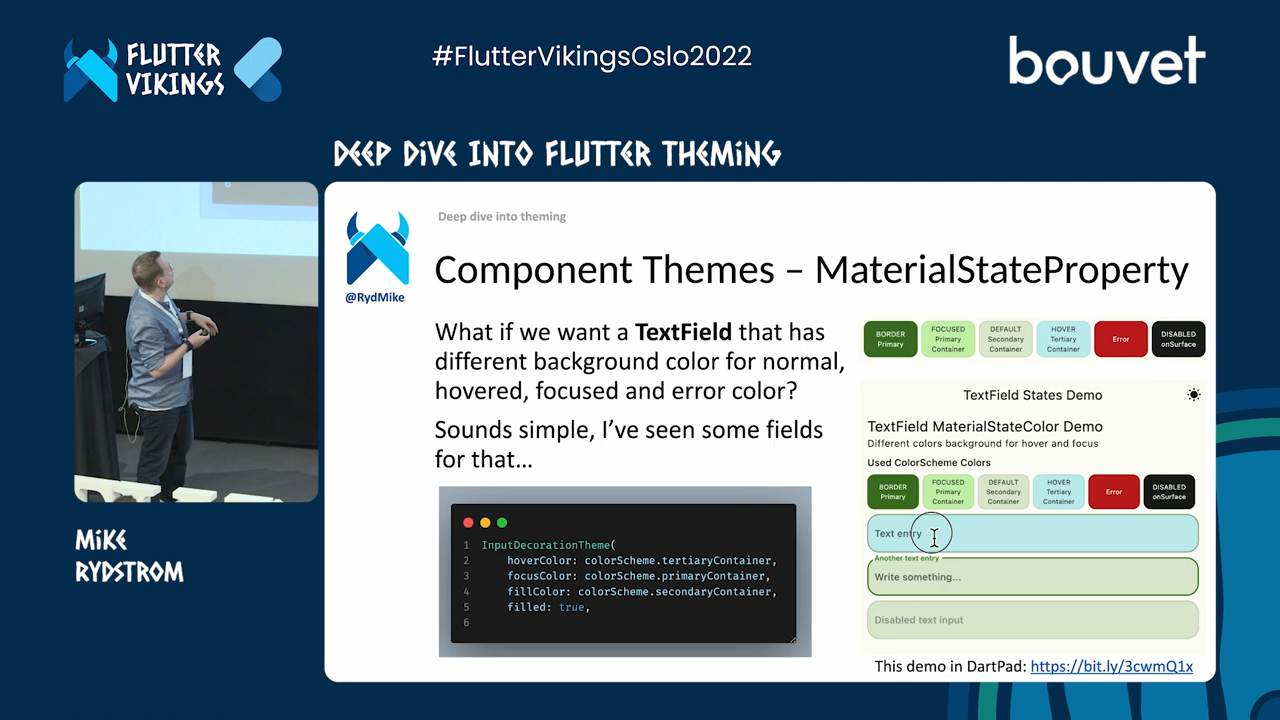 FLUTTER
VIKINGS
#FlutterVikingsOslo2022
bouvet
DEEP DIVE INTO FLUTTER THEMING
Deep dive into theming
@RydMike
Component Themes – MaterialStateProperty
What if we want a TextField that has
different background color for normal,
hovered, focused and error color?
Sounds simple, I've seen some fields
for that...
1 InputDecorationTheme(
2 hoverColor: colorScheme.tertiaryContainer,
3 focusColor: colorScheme.primaryContainer,
4 fillColor: colorScheme.secondaryContainer,
5 filled: true,
6
BORDER
Primary
FOCUSED
Primary
Container
DEFAULT
Secondary
Container
HOVER
Tertiary
Container
Error
DISABLED
onSurface
TextField States Demo
TextField MaterialStateColor Demo
Different colors background for hover and focus
Used ColorScheme Colors
BORDER
Primary
FOCUSED
Primary
Container
DEFAULT
Secondary
Container
HOVER
Tertiary
Container
Error
DISABLED
onSurface
Text entry
Another text entry
Write something...
Disabled text input
This demo in DartPad: https://bit.ly/3cwmQ1x
MIKE
RYDSTROM